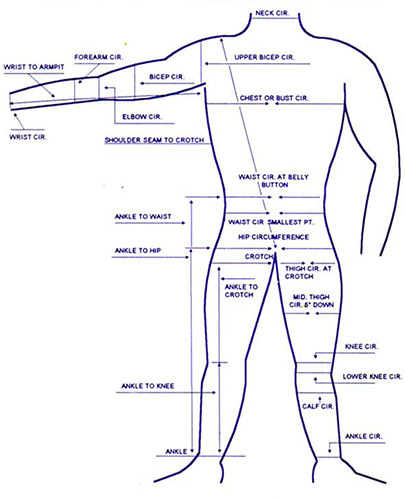 NECK CIR.
FOREARM CIR.
UPPER BICEP CIR.
WRIST TO ARMPIT
BICEP CIR.
CHEST OR BUST CIR.
ELBOW CIR.
WRIST CIR.
SHOULDER SEAM TO CROTCH
WAIST CIR. AT BELLY
BUTTON
ANKLE TO WAIST
WAIST CIR. SMALLEST PT.
HIP CIRCUMFERENCE
ANKLE TO HIP
CROTCH
THIGH CIR. AT
CROTCH
ANKLE TO
CROTCH
MID. THIGH
CIR. 5" DOWN
KNEE CIR.
LOWER KNEE CIR.
ANKLE TO KNEE
CALF CIR.
ANKLE CIR.
ANKLE